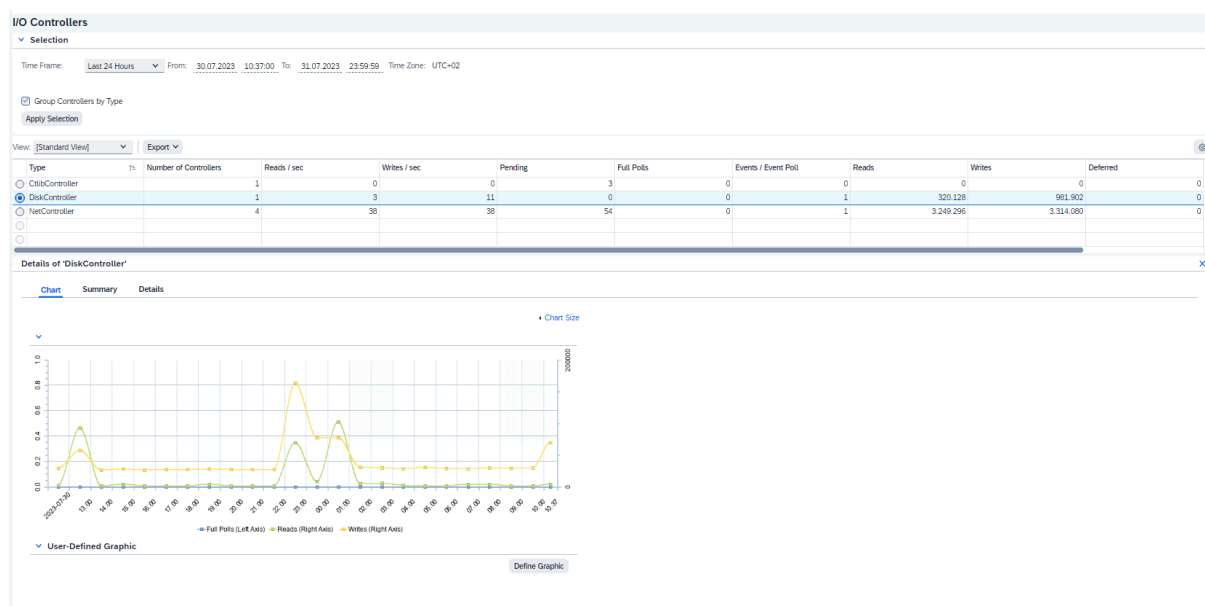 I/O Controllers
Selection
Time Frame: Last 24 Hours From: 30.07.2023 10:37:00 To: 31.07.2023 23:59:59 Time Zone: UTC+02
Group Controllers by Type
Apply Selection
View: [Standard View] Export
Type Number of Controllers Reads / sec Writes / sec Pending Full Polls Events / Event Poll Reads Writes Deferred
CtlibController 1 0 0 3 0 0 0 0 0
DiskController 1 3 11 0 0 1 320.128 981.902 0
NetController 4 38 38 54 0 1 3.249.296 3.314.080 0
Details of 'DiskController'
Chart Summary Details
Chart Size
1.0 200000
0.8
0.6
0.4
0.2
0.0 0
2023-07-30 13.00 14.00 15.00 16.00 17.00 18.00 19.00 20.00 21.00 22.00 23.00 00.00 01.00 02.00 03.00 04.00 05.00 06.00 07.00 08.00 09.00 10.00 10.37
Full Polls (Left Axis) Reads (Right Axis) Writes (Right Axis)
User-Defined Graphic
Define Graphic